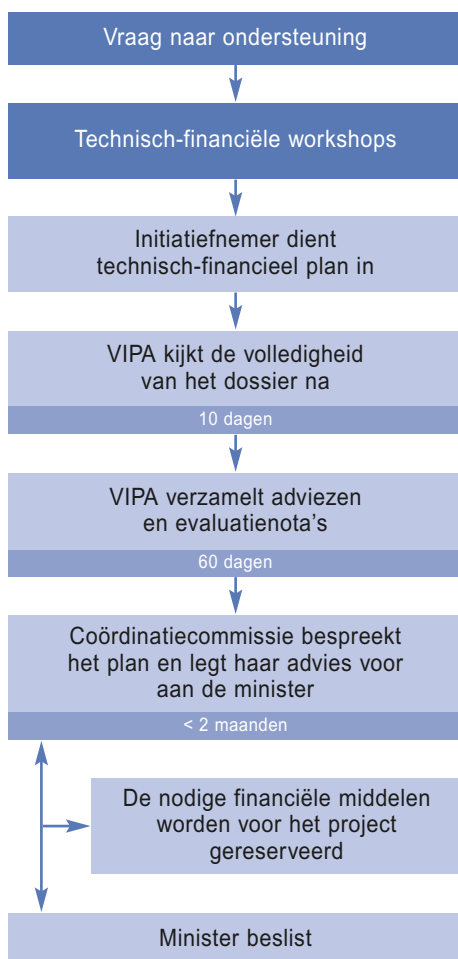 Vraag naar ondersteuning
Technisch-financiële workshops
Initiatiefnemer dient
technisch-financieel plan in
VIPA kijkt de volledigheid
van het dossier na
10 dagen
VIPA verzamelt adviezen
en evaluatienota's
60 dagen
Coördinatiecommissie bespreekt
het plan en legt haar advies voor
aan de minister
< 2 maanden
De nodige financiële middelen
worden voor het project
gereserveerd
Minister beslist